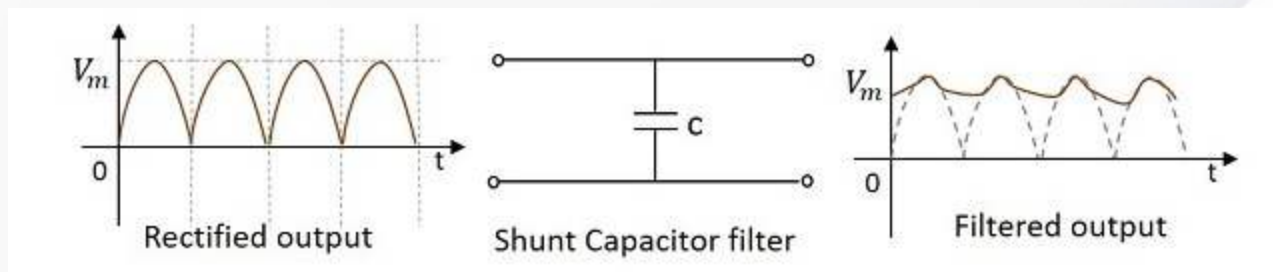 Vm
0
t
Rectified output
C
Shunt Capacitor filter
Vm
0
t
Filtered output